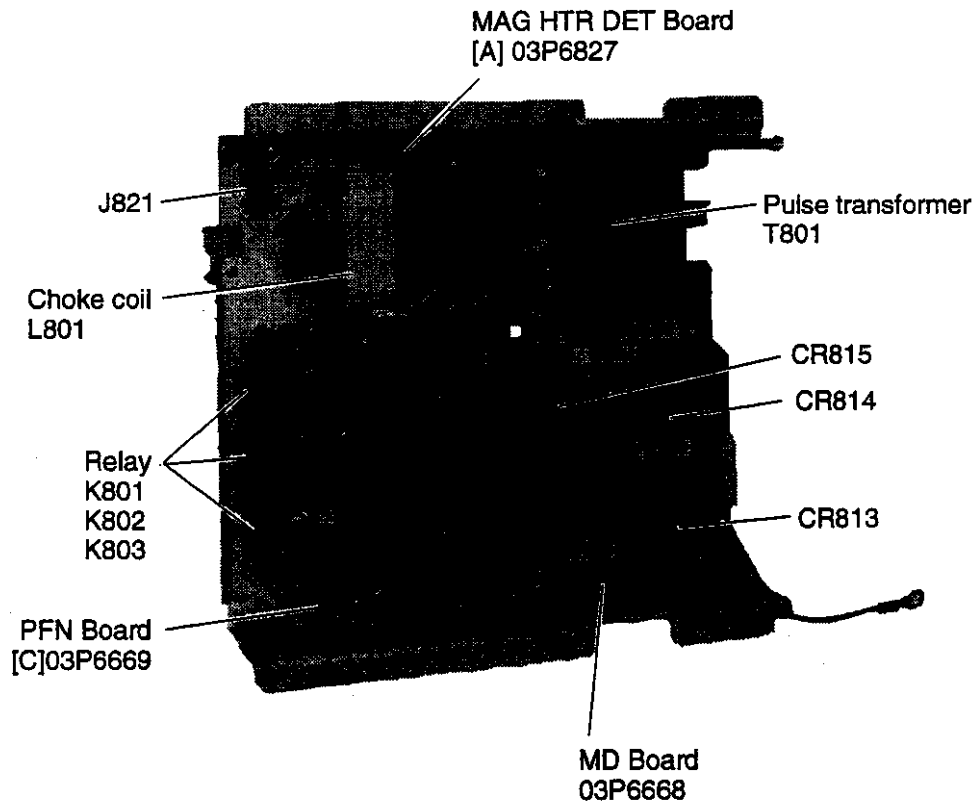 MAG HTR DET Board
[A] 03P6827
J821
Pulse transformer
T801
Choke coil
L801
CR815
CR814
Relay
K801
K802
K803
CR813
PFN Board
[C]03P6669
MD Board
03P6668